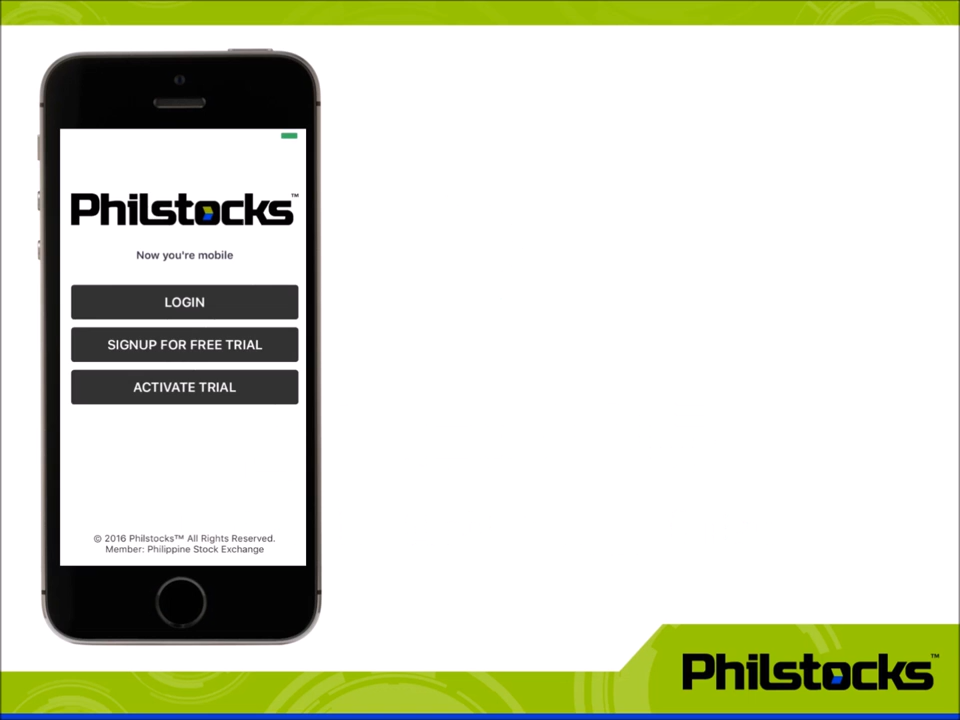 Philstocks™
Now you're mobile
LOGIN
SIGNUP FOR FREE TRIAL
ACTIVATE TRIAL
© 2016 Philstocks™ All Rights Reserved.
Member: Philippine Stock Exchange
Philstocks™